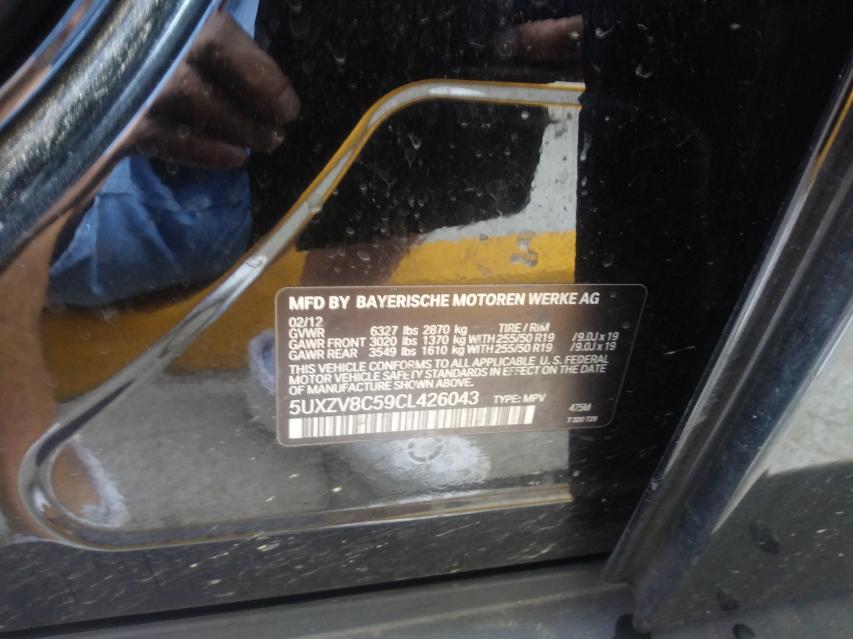 MFD BY BAYERISCHE MOTOREN WERKE AG
02/12
GVWR 6327 lbs 2870 kg TIRE / RIM
GAWR FRONT 3020 lbs 1370 kg WITH 255/50 R19 /9.0J x 19
GAWR REAR 3549 lbs 1610 kg WITH 255/50 R19 /9.0J x 19
THIS VEHICLE CONFORMS TO ALL APPLICABLE U.S. FEDERAL
MOTOR VEHICLE SAFETY STANDARDS IN EFFECT ON THE DATE
OF MANUFACTURE SHOWN ABOVE.
5UXZV8C59CL426043 TYPE: MPV 475M
7 320 729